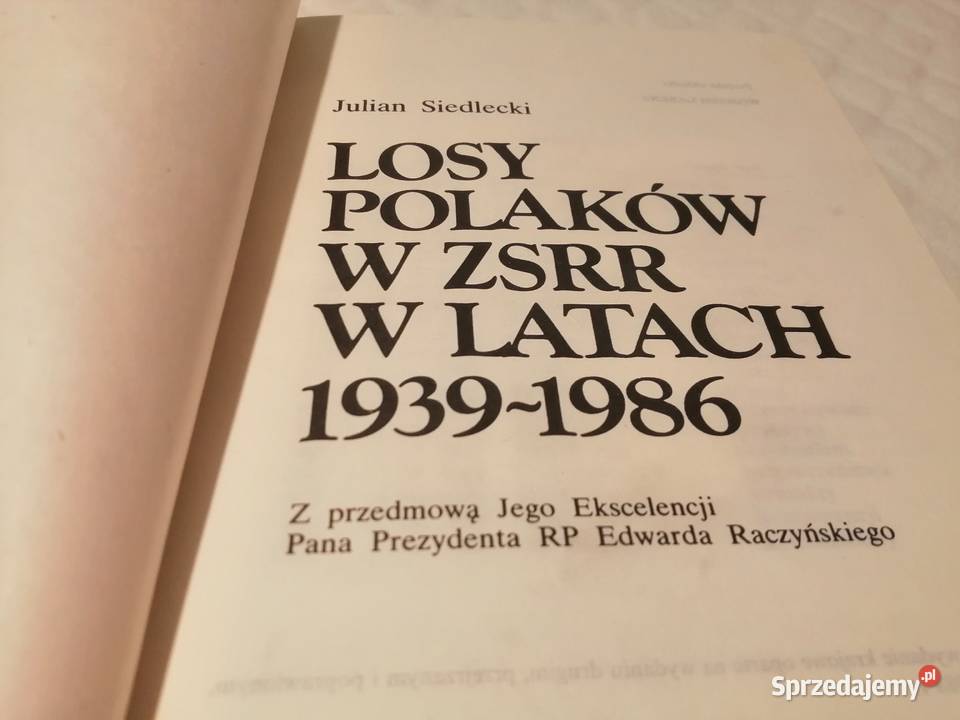 Julian Siedlecki
LOSY
POLAKÓW
W ZSRR
W LATACH
1939-1986
Z przedmową Jego Ekscelencji
Pana Prezydenta RP Edwarda Raczyńskiego
Sprzedajemy.pl